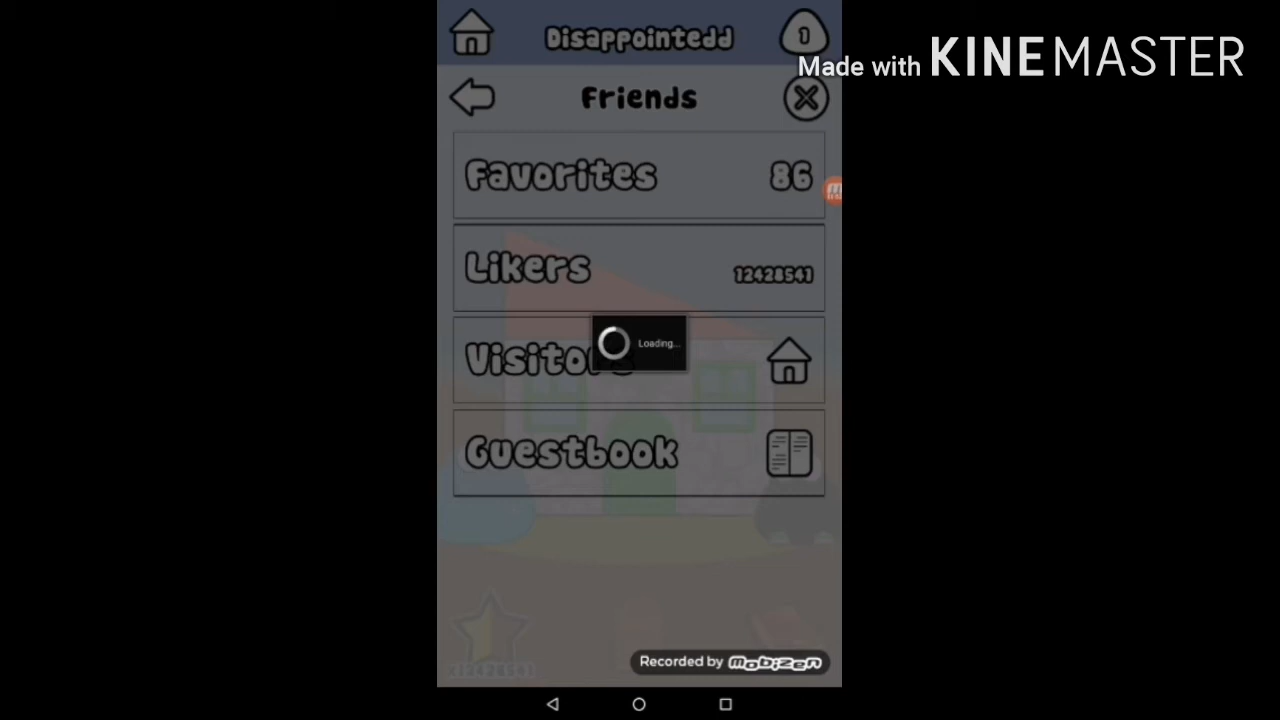 Disappointedd
1
Made with KINEMASTER
Friends
Favorites 86
Likers 12428541
Loading...
Guestbook
Recorded by mobizen